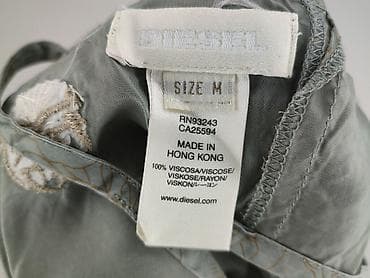 DIESEL
SIZE M
RN93243
CA25594
MADE IN
HONG KONG
100% VISCOSA/VISCOSE/
VISKOSE/RAYON/
VISKON/レーヨン
www.diesel.com